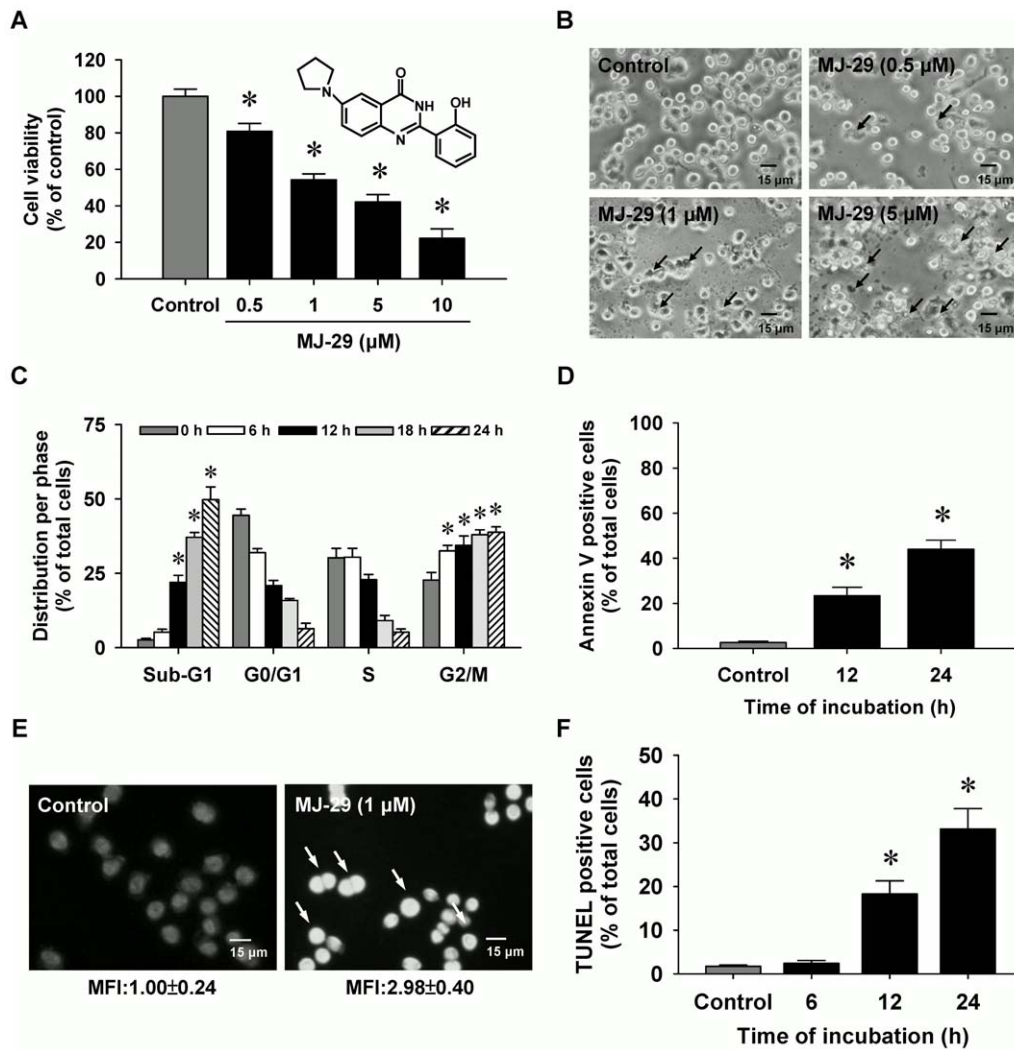 A
120
100
80
60
40
20
0
Cell viability
(% of control)
*
*
*
*
N
O
NH
N
OH
Control
0.5
1
5
10
MJ-29 (µM)
B
Control
15 µm
MJ-29 (0.5 µM)
15 µm
MJ-29 (1 µM)
15 µm
MJ-29 (5 µM)
15 µm
C
75
50
25
0
Distribution per phase
(% of total cells)
0 h
6 h
12 h
18 h
24 h
*
*
*
*
*
*
*
Sub-G1
G0/G1
S
G2/M
D
100
80
60
40
20
0
Annexin V positive cells
(% of total cells)
*
*
Control
12
24
Time of incubation (h)
E
Control
15 µm
MFI:1.00±0.24
MJ-29 (1 µM)
15 µm
MFI:2.98±0.40
F
50
40
30
20
10
0
TUNEL positive cells
(% of total cells)
*
*
Control
6
12
24
Time of incubation (h)